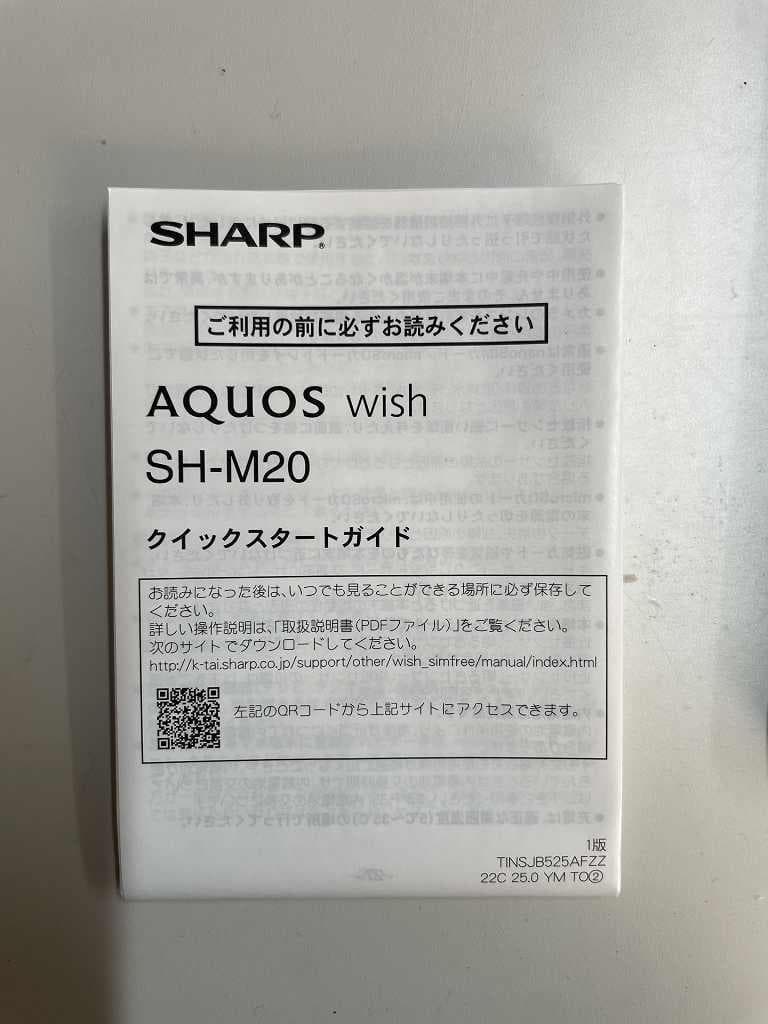 SHARP®
ご利用の前に必ずお読みください
AQUOS wish
SH-M20
クイックスタートガイド
お読みになった後は、いつでも見ることができる場所に必ず保存して
ください。
詳しい操作説明は、「取扱説明書(PDFファイル)」をご覧ください。
次のサイトでダウンロードしてください。
http://k-tai.sharp.co.jp/support/other/wish_simfree/manual/index.html
左記のQRコードから上記サイトにアクセスできます。
1版
TINSJB525AFZZ
22C 25.0 YM TO②